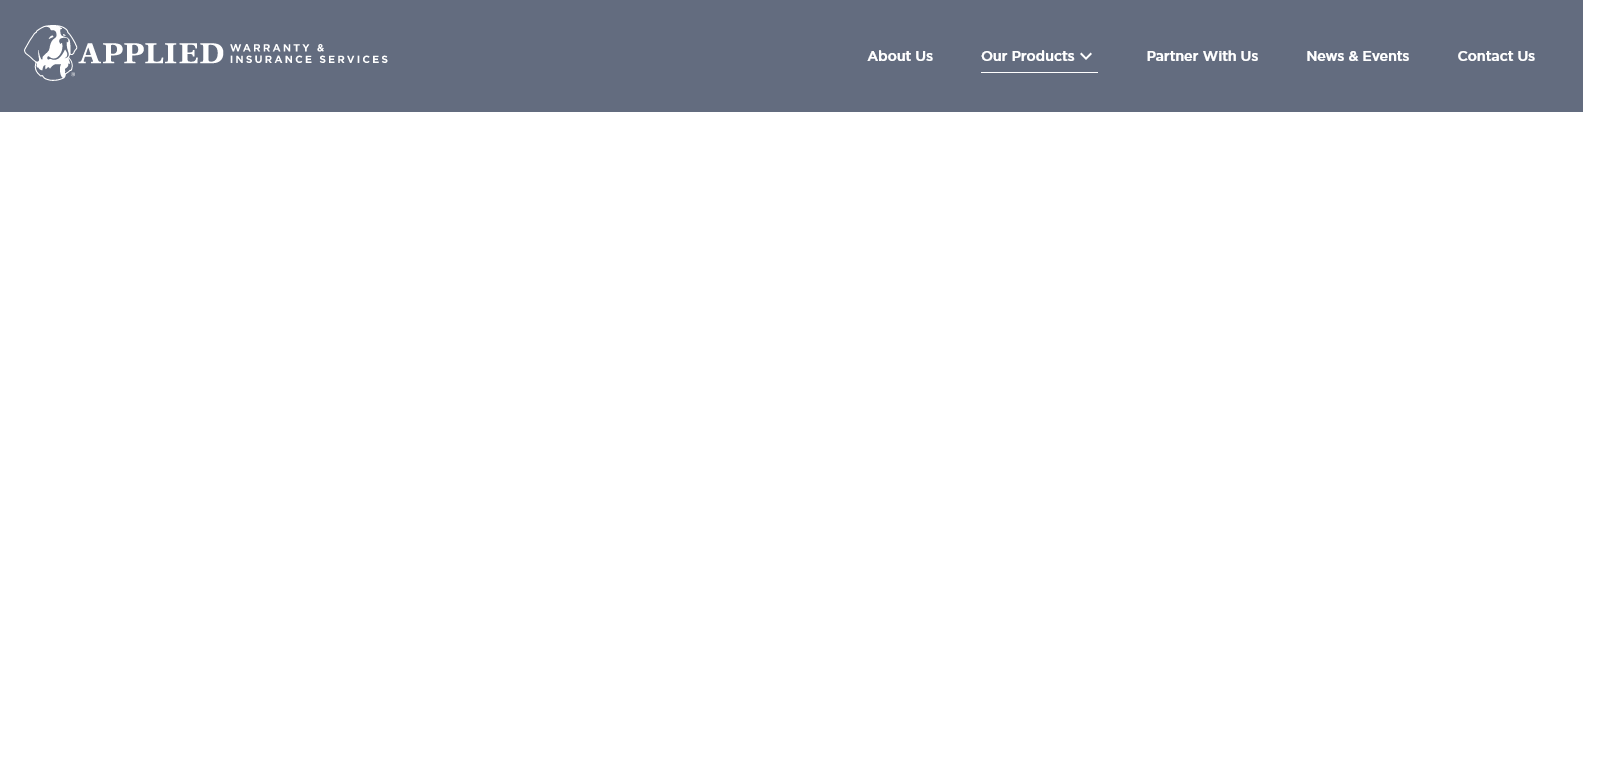 APPLIED WARRANTY &
INSURANCE SERVICES
About Us
Our Products
Partner With Us
News & Events
Contact Us